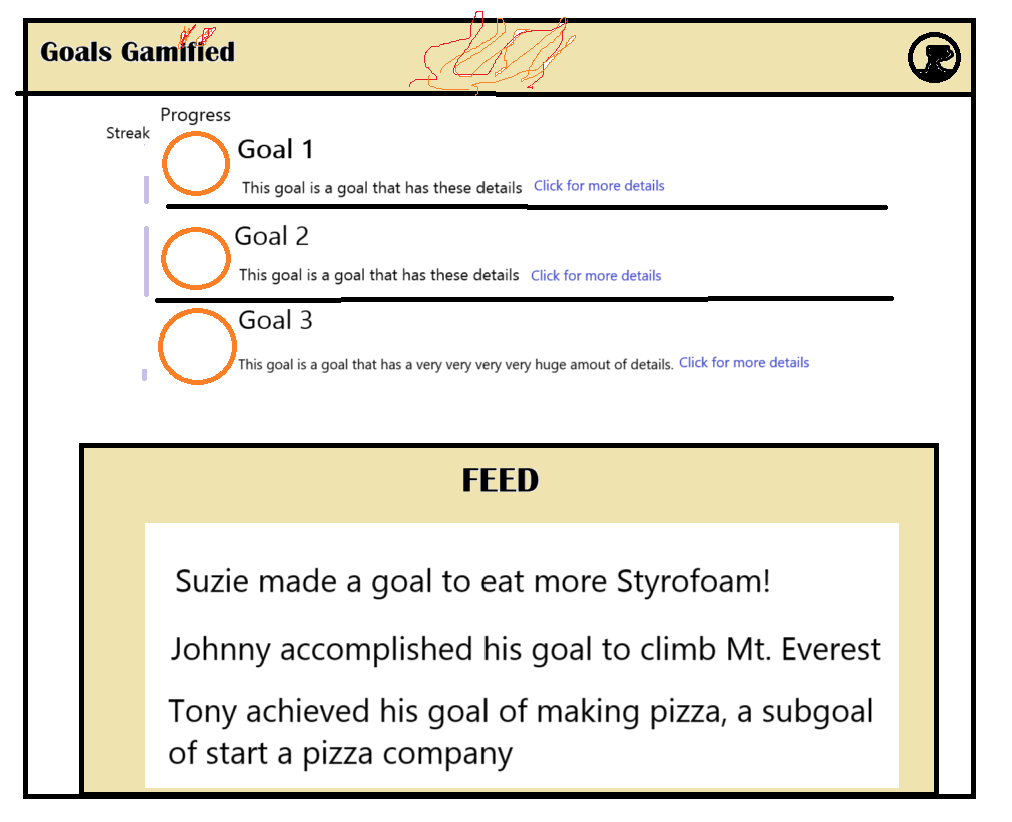 Goals Gamified
Progress
Streak
Goal 1
This goal is a goal that has these details Click for more details
Goal 2
This goal is a goal that has these details Click for more details
Goal 3
This goal is a goal that has a very very very very huge amout of details. Click for more details
FEED
Suzie made a goal to eat more Styrofoam!
Johnny accomplished his goal to climb Mt. Everest
Tony achieved his goal of making pizza, a subgoal
of start a pizza company